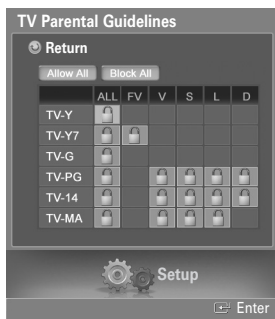 TV Parental Guidelines
Return
Allow All Block All
ALL FV V S L D
TV-Y
TV-Y7
TV-G
TV-PG
TV-14
TV-MA
Setup
Enter